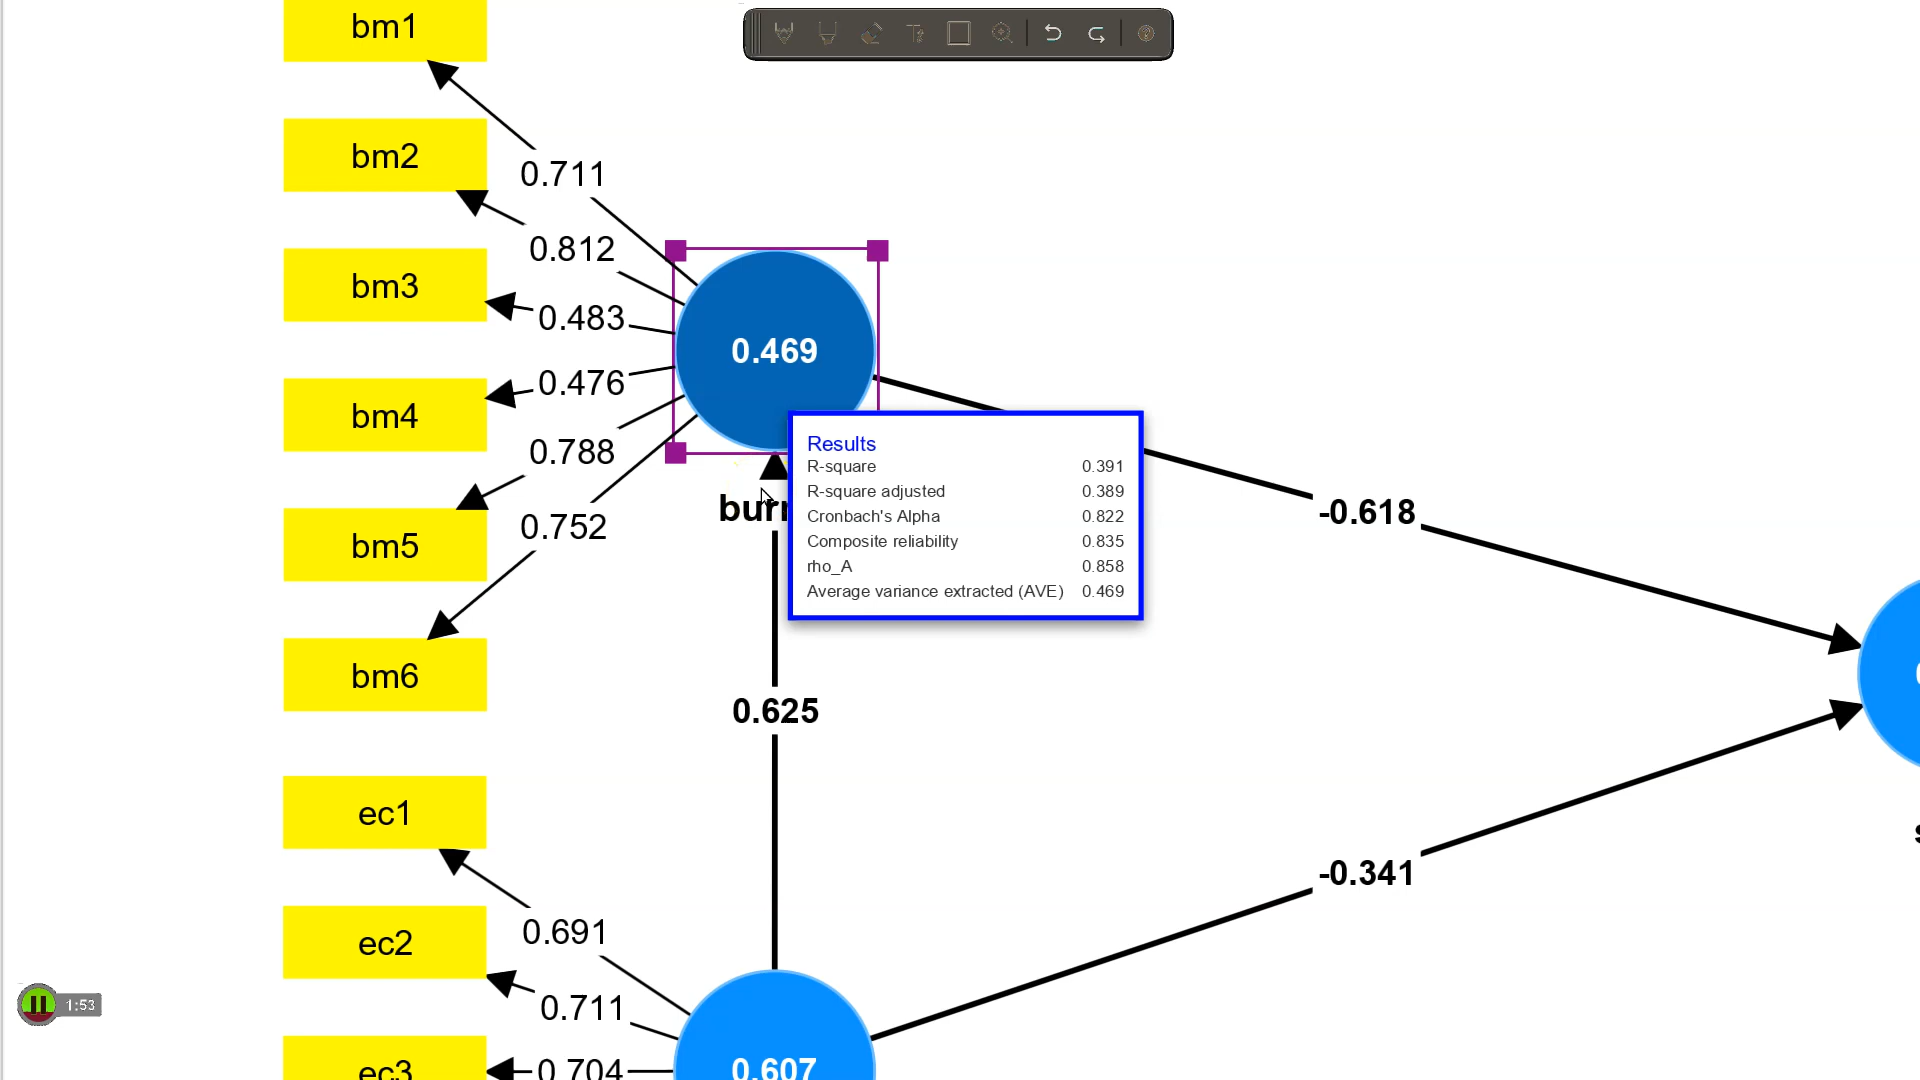 bm1
bm2
0.711
0.812
bm3
0.483
0.469
0.476
bm4
0.788
Results
R-square 0.391
R-square adjusted 0.389
Cronbach's Alpha 0.822
Composite reliability 0.835
rho_A 0.858
Average variance extracted (AVE) 0.469
-0.618
0.752
bm5
bm6
0.625
ec1
-0.341
0.691
ec2
0.711
1:53
ec3
0.704
0.607